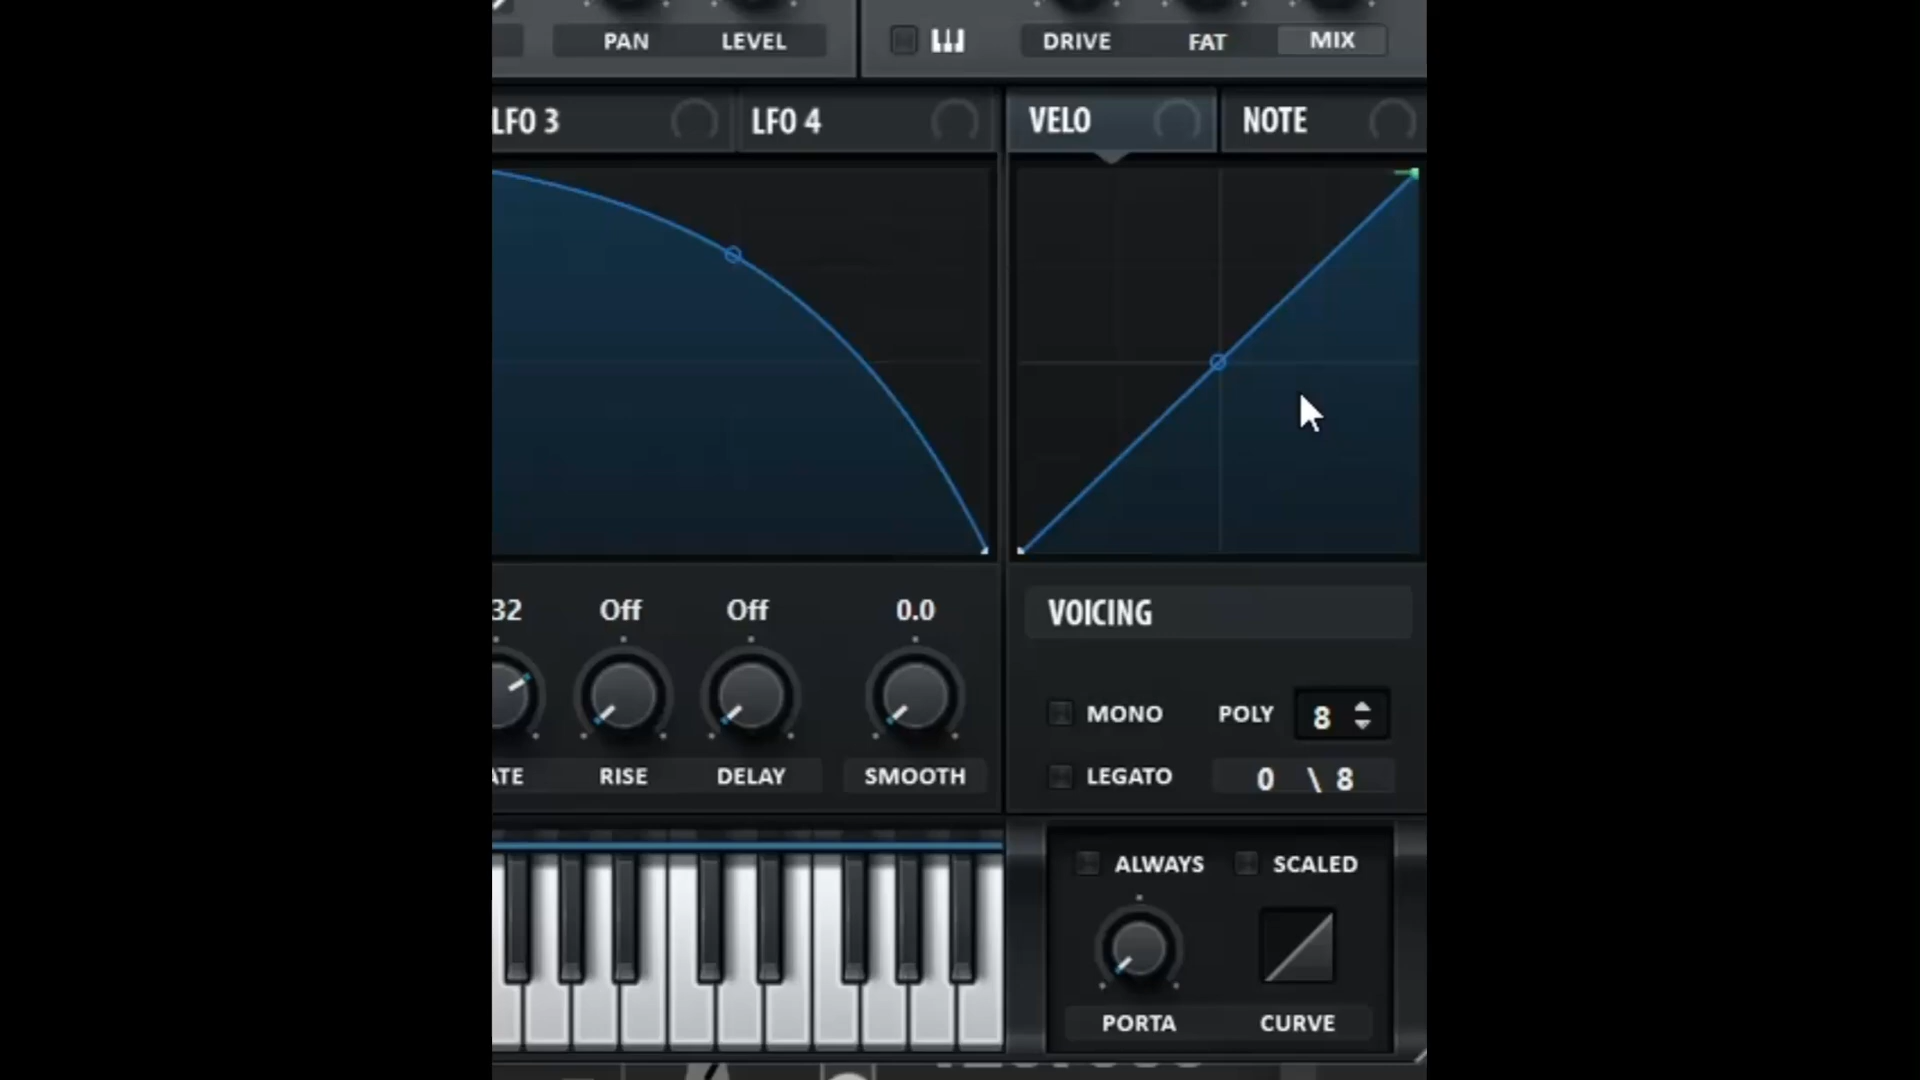 PAN LEVEL DRIVE FAT MIX
LFO 3 LFO 4 VELO NOTE
32 Off Off 0.0
VOICING
MONO POLY 8
ATE RISE DELAY SMOOTH LEGATO 0 \ 8
ALWAYS SCALED
PORTA CURVE